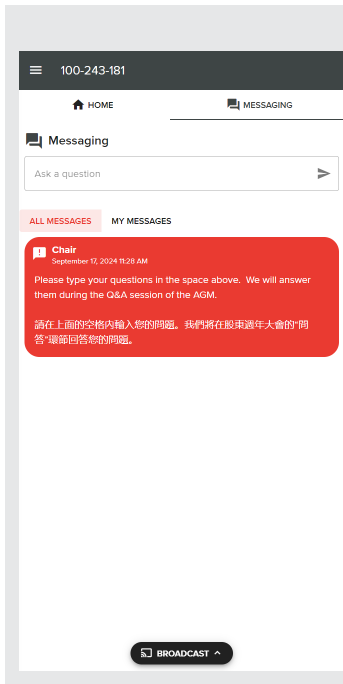 100-243-181
HOME
MESSAGING
Messaging
Ask a question
ALL MESSAGES
MY MESSAGES
Chair
September 17, 2024 11:28 AM
Please type your questions in the space above.  We will answer
them during the Q&A session of the AGM.
請在上面的空格內輸入您的問題。我們將在股東週年大會的"問
答"環節回答您的問題。
BROADCAST